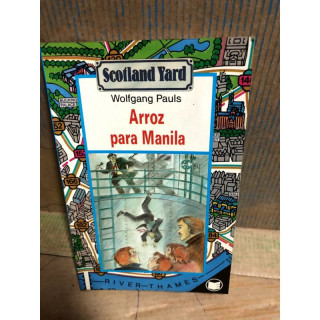 Scotland Yard
Wolfgang Pauls
Arroz
para Manila
RIVER THAMES